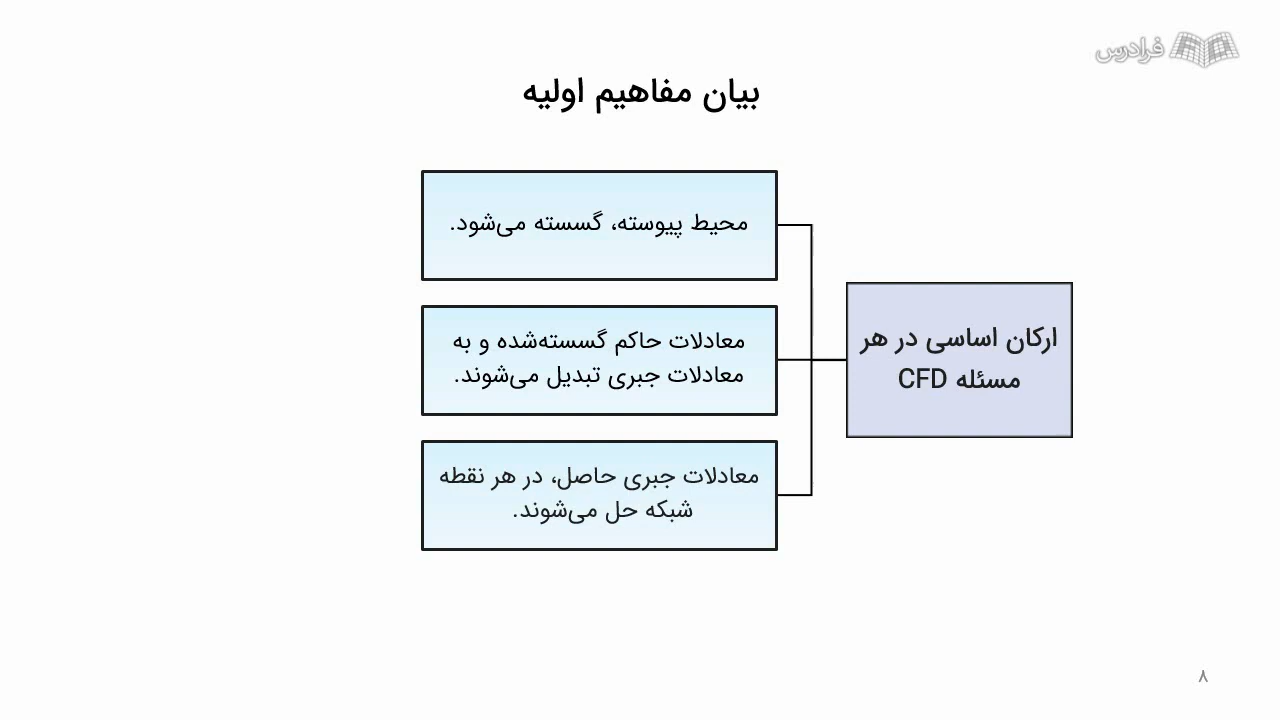 فرادرس
بیان مفاهیم اولیه
ارکان اساسی در هر
مسئله CFD
محیط پیوسته، گسسته می‌شود.
معادلات حاکم گسسته‌شده و به
معادلات جبری تبدیل می‌شوند.
معادلات جبری حاصل، در هر نقطه
شبکه حل می‌شوند.
۸